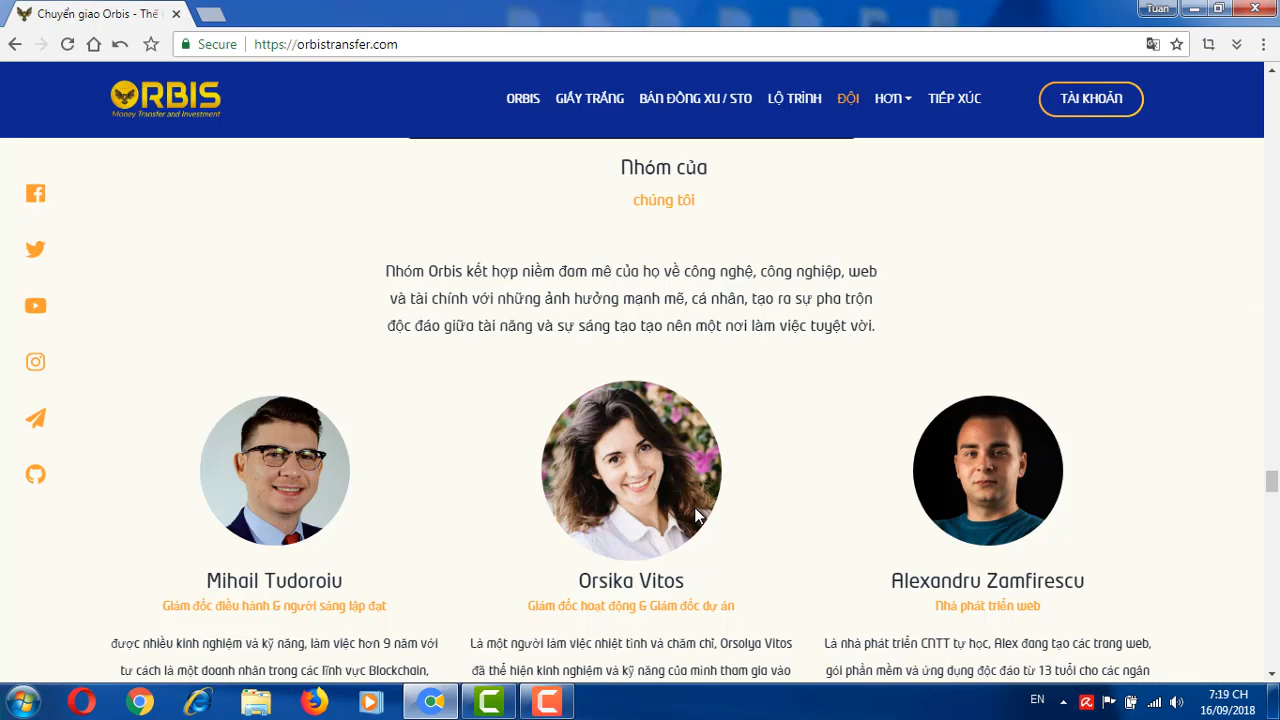 Chuyển giao Orbis - Thế
Tuan
Secure
https://orbistransfer.com
ORBIS
Money Transfer and Investment
ORBIS
GIẤY TRẮNG
BÁN ĐỒNG XU / STO
LỘ TRÌNH
ĐỘI
HƠN
TIẾP XÚC
TÀI KHOẢN
Nhóm của
chúng tôi
Nhóm Orbis kết hợp niềm đam mê của họ về công nghệ, công nghiệp, web
và tài chính với những ảnh hưởng mạnh mẽ, cá nhân, tạo ra sự pha trộn
độc đáo giữa tài năng và sự sáng tạo tạo nên một nơi làm việc tuyệt vời.
Mihail Tudoroiu
Giám đốc điều hành & người sáng lập đạt
được nhiều kinh nghiệm và kỹ năng, làm việc hơn 9 năm với
tư cách là một doanh nhân trong các lĩnh vực Blockchain,
Orsika Vitos
Giám đốc hoạt động & Giám đốc dự án
Là một người làm việc nhiệt tình và chăm chỉ, Orsolya Vitos
đã thể hiện kinh nghiệm và kỹ năng của mình tham gia vào
Alexandru Zamfirescu
Nhà phát triển web
Là nhà phát triển CNTT tự học, Alex đang tạo các trang web,
gói phần mềm và ứng dụng độc đáo từ 13 tuổi cho các ngân
EN
7:19 CH
16/09/2018